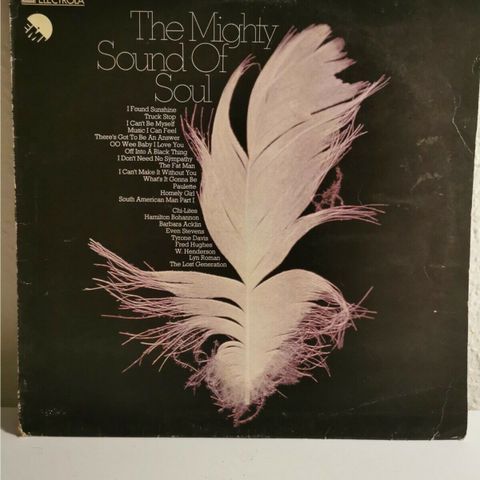 ELECTROLA
EMI
The Mighty
Sound Of
Soul
I Found Sunshine
Truck Stop
I Can't Be Myself
Music I Can Feel
There's Got To Be An Answer
OO Wee Baby I Love You
Off Into A Black Thing
I Don't Need No Sympathy
The Fat Man
I Can't Make It Without You
What's It Gonna Be
Paulette
Homely Girl
South American Man Part I
Chi-Lites
Hamilton Bohannon
Barbara Acklin
Even Stevens
Tyrone Davis
Fred Hughes
W. Henderson
Lyn Roman
The Lost Generation